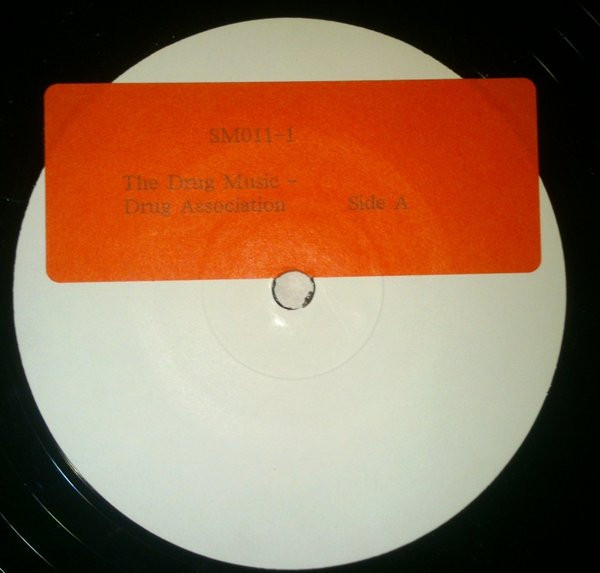 SM011-1
The Drug Music -
Drug Association Side A